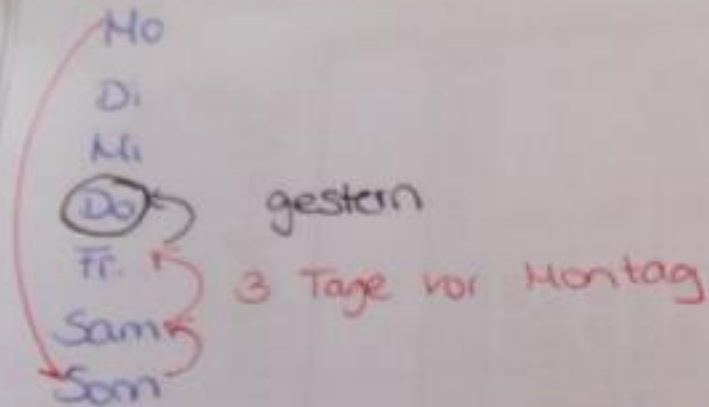 Mo
Di
Mi
Do gestern
Fr. 3 Tage vor Montag
Sam
Son